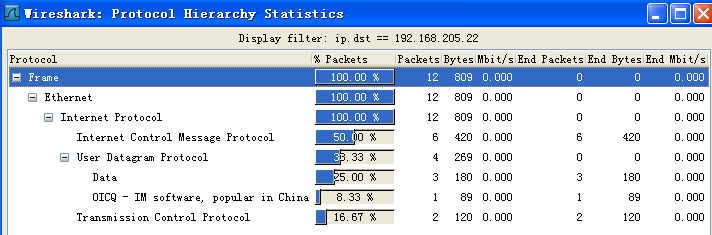 Wireshark: Protocol Hierarchy Statistics
Display filter: ip.dst == 192.168.205.22
Protocol % Packets Packets Bytes Mbit/s End Packets End Bytes End Mbit/s
Frame 100.00 % 12 809 0.000 0 0 0.000
Ethernet 100.00 % 12 809 0.000 0 0 0.000
Internet Protocol 100.00 % 12 809 0.000 0 0 0.000
Internet Control Message Protocol 50.00 % 6 420 0.000 6 420 0.000
User Datagram Protocol 33.33 % 4 269 0.000 0 0 0.000
Data 25.00 % 3 180 0.000 3 180 0.000
OICQ - IM software, popular in China 8.33 % 1 89 0.000 1 89 0.000
Transmission Control Protocol 16.67 % 2 120 0.000 2 120 0.000